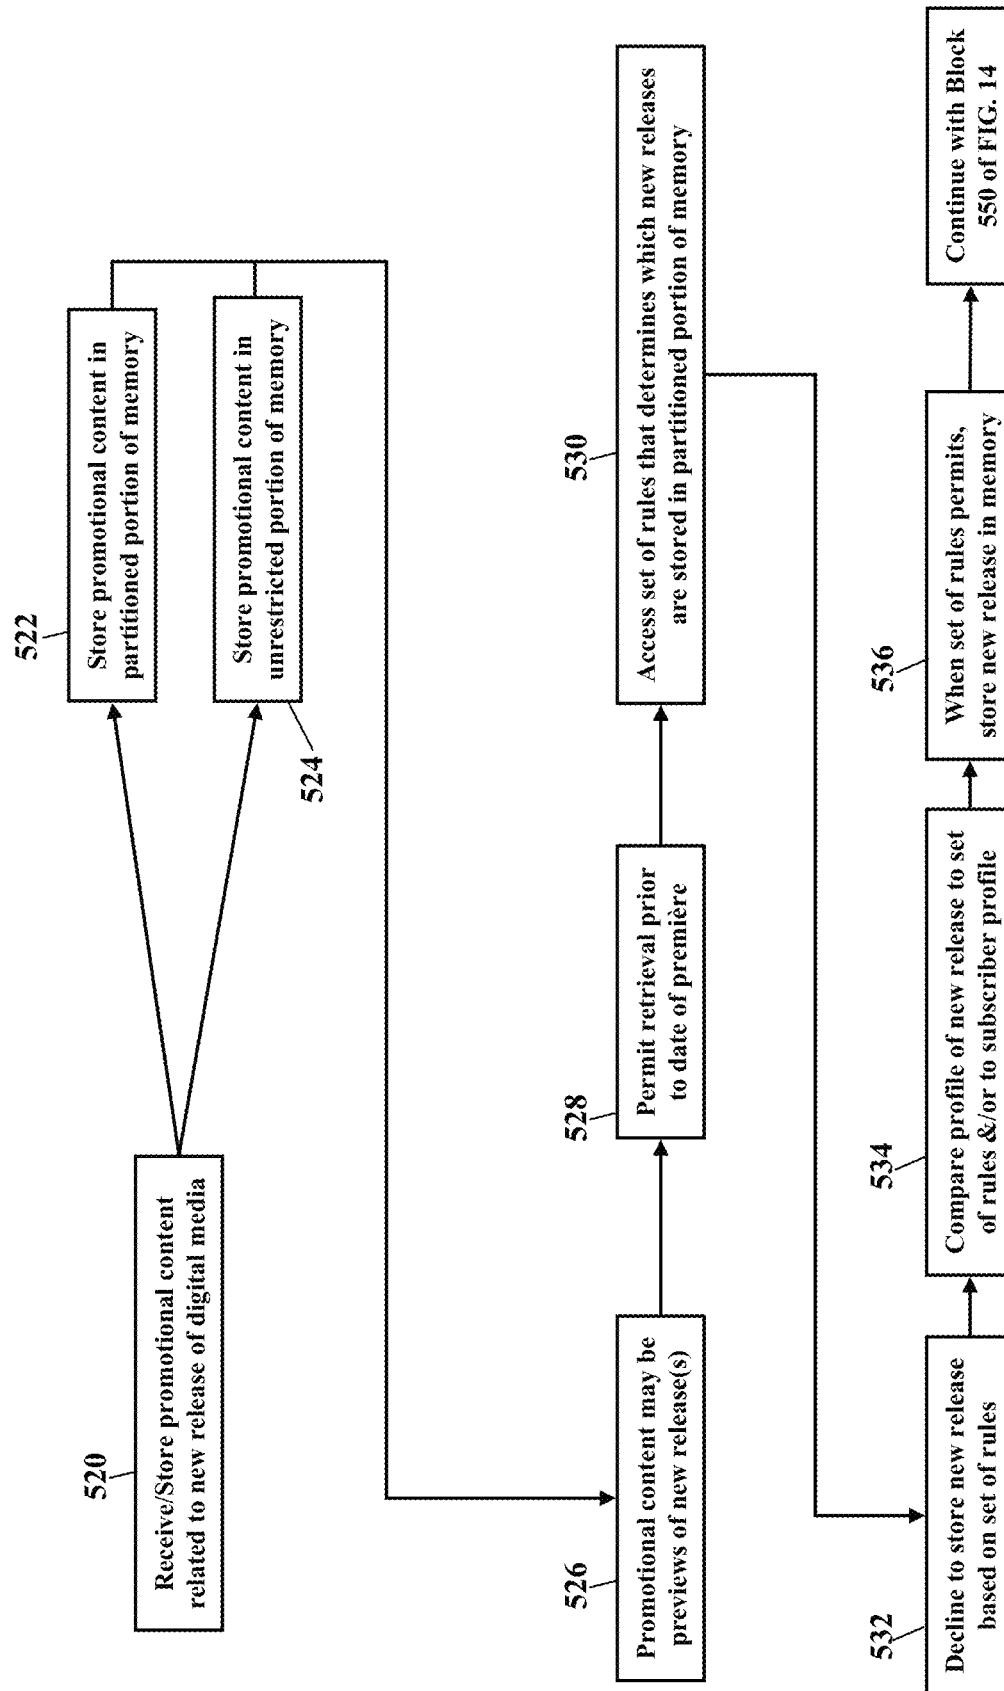 520
Receive/Store promotional content
related to new release of digital media
522
Store promotional content in
partitioned portion of memory
524
Store promotional content in
unrestricted portion of memory
526
Promotional content may be
previews of new release(s)
528
Permit retrieval prior
to date of première
530
Access set of rules that determines which new releases
are stored in partitioned portion of memory
532
Decline to store new release
based on set of rules
534
Compare profile of new release to set
of rules &/or to subscriber profile
536
When set of rules permits,
store new release in memory
Continue with Block
550 of FIG. 14